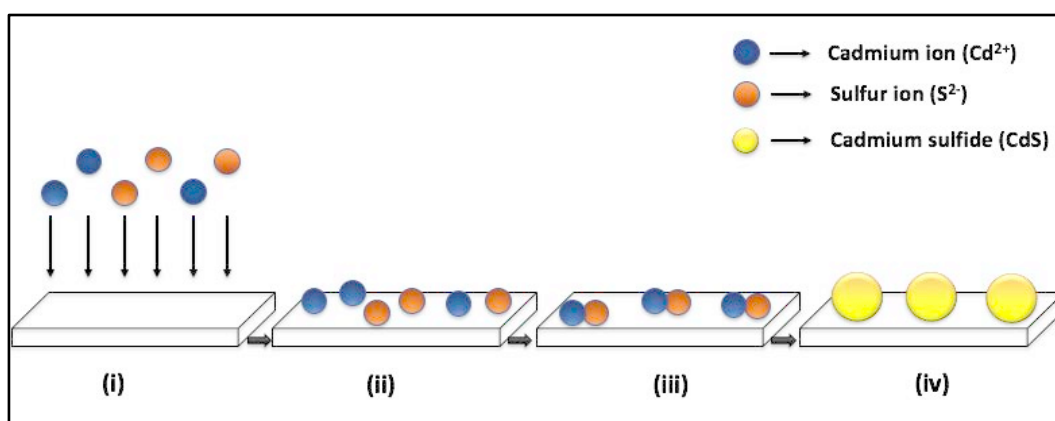 Cadmium ion (Cd²⁺)
Sulfur ion (S²⁻)
Cadmium sulfide (CdS)
(i) (ii) (iii) (iv)